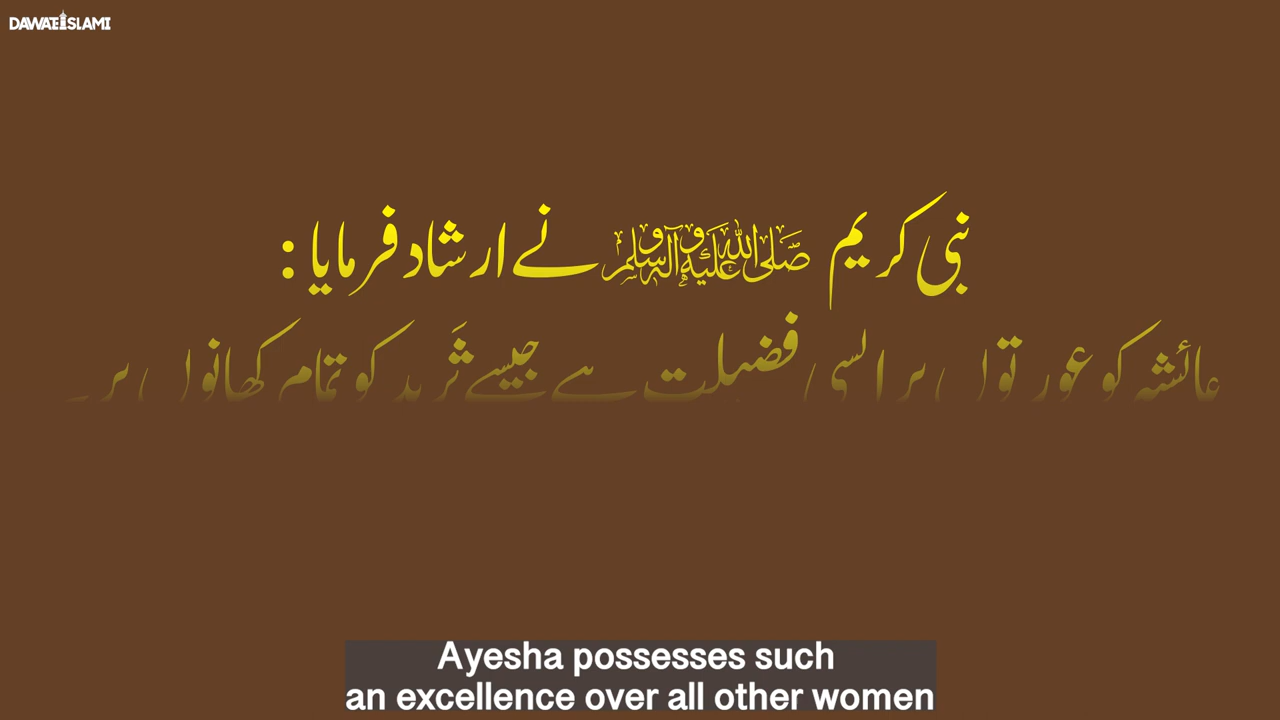 DAWATEISLAMI
نبی کریم صَلَّی اللہُ عَلَیْہِ وَاٰلِہٖ وَسَلَّم نے ارشاد فرمایا :
عائشہ کو عورتوں پر ایسی فضیلت ہے جیسے ثَرید کو تمام کھانوں پر۔
Ayesha possesses such
an excellence over all other women